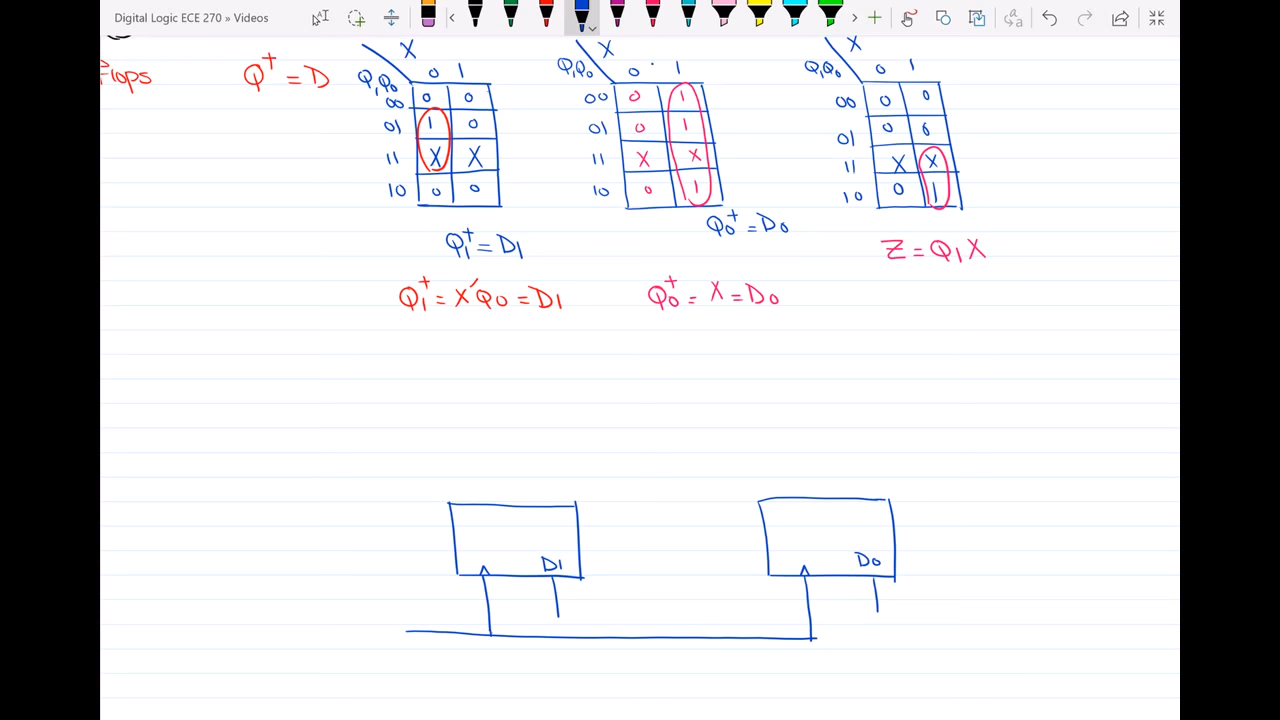 Digital Logic ECE 270 » Videos
Flops
Q⁺ = D
X
Q₁Q₀ 0 1
00 0 0
01 1 0
11 X X
10 0 0
Q₁⁺ = D1
Q₁⁺ = X′Q0 = D1
X
Q₁Q₀ 0 1
00 0 1
01 0 1
11 X X
10 0 1
Q₀⁺ = D0
Q₀⁺ = X = D0
X
Q₁Q₀ 0 1
00 0 0
01 0 0
11 X X
10 0 1
Z = Q₁X
D1
D0